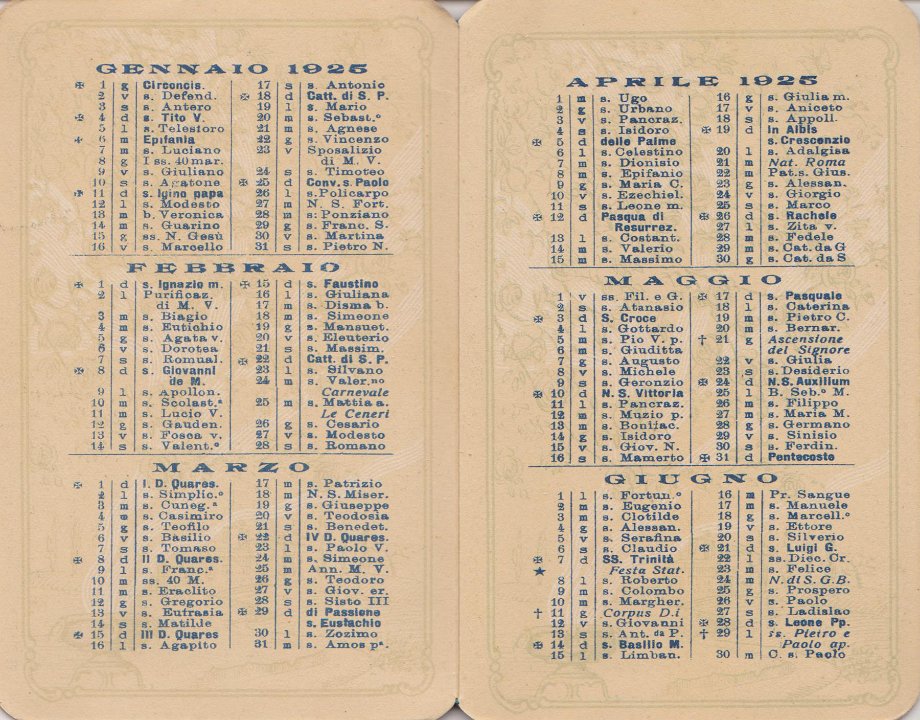 GENNAIO 1925
✠ 1 g Circoncis.
2 v s. Defend.
3 s s. Antero
✠ 4 d s. Tito V.
5 l s. Telestoro
✠ 6 m Epifania
7 m s. Luciano
8 g I ss. 40 mar.
9 v s. Giuliano
10 s s. Agatone
✠ 11 d s. Igino papa
12 l s. Modesto
13 m b. Veronica
14 m s. Guarino
15 g ss. N. Gesù
16 v s. Marcello
17 s s. Antonio
✠ 18 d Catt. di S. P.
19 l s. Mario
20 m s. Sebast.º
21 m s. Agnese
22 g s. Vincenzo
23 v Sposalizio
di M. V.
24 s s. Timoteo
✠ 25 d Conv. s. Paolo
26 l s. Policarpo
27 m N. S. Fort.
28 m s. Ponziano
29 g s. Franc. S.
30 v s. Martina
31 s s. Pietro N.
FEBBRAIO
✠ 1 d s. Ignazio m.
2 l Purificaz.
di M. V.
3 m s. Biagio
4 m s. Eutichio
5 g s. Agata v.
6 v s. Dorotea
7 s s. Romual.
✠ 8 d s. Giovanni
de M.
9 l s. Apollon.
10 m s. Scolast.ª
11 m s. Lucio V.
12 g s. Gauden.
13 v s. Fosca v.
14 s s. Valent.º
✠ 15 d s. Faustino
16 l s. Giuliana
17 m s. Disma b.
18 m s. Simeone
19 g s. Mansuet.
20 v s. Eleuterio
21 s s. Massim.
✠ 22 d Catt. di S. P.
23 l s. Silvano
24 m s. Valer.no
Carnevale
25 m s. Mattia a.
Le Ceneri
26 g s. Cesario
27 v s. Modesto
28 s s. Romano
MARZO
✠ 1 d I. D. Quares.
2 l s. Simplic.º
3 m s. Cuneg.ª
4 m s. Casimiro
5 g s. Teofilo
6 v s. Basilio
7 s s. Tomaso
✠ 8 d II D. Quares.
9 l s. Franc.ª
10 m ss. 40 M.
11 m s. Eraclito
12 g s. Gregorio
13 v s. Eufrasia
14 s s. Matilde
✠ 15 d III D. Quares
16 l s. Agapito
17 m s. Patrizio
18 m N. S. Miser.
19 g s. Giuseppe
20 v s. Teodosia
21 s s. Benedet.
✠ 22 d IV D. Quares.
23 l s. Paolo V.
24 m s. Simeone
25 m Ann. M. V.
26 g s. Teodoro
27 v s. Giov. er.
28 s s. Sisto III
✠ 29 d di Passione
s. Eustachio
30 l s. Zozimo
31 m s. Amos pª.
APRILE 1925
1 m s. Ugo
2 g s. Urbano
3 v s. Pancraz.
4 s s. Isidoro
✠ 5 d delle Palme
6 l s. Celestino
7 m s. Dionisio
8 m s. Epifanio
9 g s. Maria C.
10 v s. Ezechiel.
11 s s. Leone m.
✠ 12 d Pasqua di
Resurrez.
13 l s. Costant.
14 m s. Valerio
15 m s. Massimo
16 g s. Giulia m.
17 v s. Aniceto
18 s s. Appoll.
✠ 19 d in Albis
s. Crescenzio
20 l s. Adalgisa
21 m Nat. Roma
22 m Pat. s. Gius.
23 g s. Alessan.
24 v s. Giorgio
25 s s. Marco
✠ 26 d s. Rachele
27 l s. Zita v.
28 m s. Fedele
29 m s. Cat. da G
30 g s. Cat. da S
MAGGIO
1 v ss. Fil. e G.
2 s s. Atanasio
✠ 3 d S. Croce
4 l s. Gottardo
5 m s. Pio V. p.
6 m s. Giuditta
7 g s. Augusto
8 v s. Michele
9 s s. Geronzio
✠ 10 d N. S. Vittoria
11 l s. Pancraz.
12 m s. Muzio p.
13 m s. Bonifac.
14 g s. Isidoro
15 v s. Giov. N.
16 s s. Mamerto
✠ 17 d s. Pasquale
18 l s. Caterina
19 m s. Pietro C.
20 m s. Bernar.
† 21 g Ascensione
del Signore
22 v s. Giulia
23 s s. Desiderio
✠ 24 d N. S. Auxilium
25 l B. Seb.º M.
26 m s. Filippo
27 m s. Maria M.
28 g s. Germano
29 v s. Sinisio
30 s s. Ferdin.
✠ 31 d Pentecoste
GIUGNO
1 l s. Fortun.º
2 m s. Eugenio
3 m s. Clotilde
4 g s. Alessan.
5 v s. Serafina
6 s s. Claudio
✠ 7 d SS. Trinità
★ Festa Stat.
8 l s. Roberto
9 m s. Colombo
10 m s. Margher.
† 11 g Corpus D.i
12 v s. Giovanni
13 s s. Ant. da P.
✠ 14 d s. Basilio M.
15 l s. Limban.
16 m Pr. Sangue
17 m s. Manuele
18 g s. Marcell.º
19 v s. Ettore
20 s s. Silverio
✠ 21 d s. Luigi G.
22 l ss. Diec. Cr.
23 m s. Felice
24 m N. di S. G. B.
25 g s. Prospero
26 v s. Paolo
27 s s. Ladislao
✠ 28 d s. Leone Pp.
† 29 l ss. Pietro e
Paolo ap.
30 m C. s. Paolo